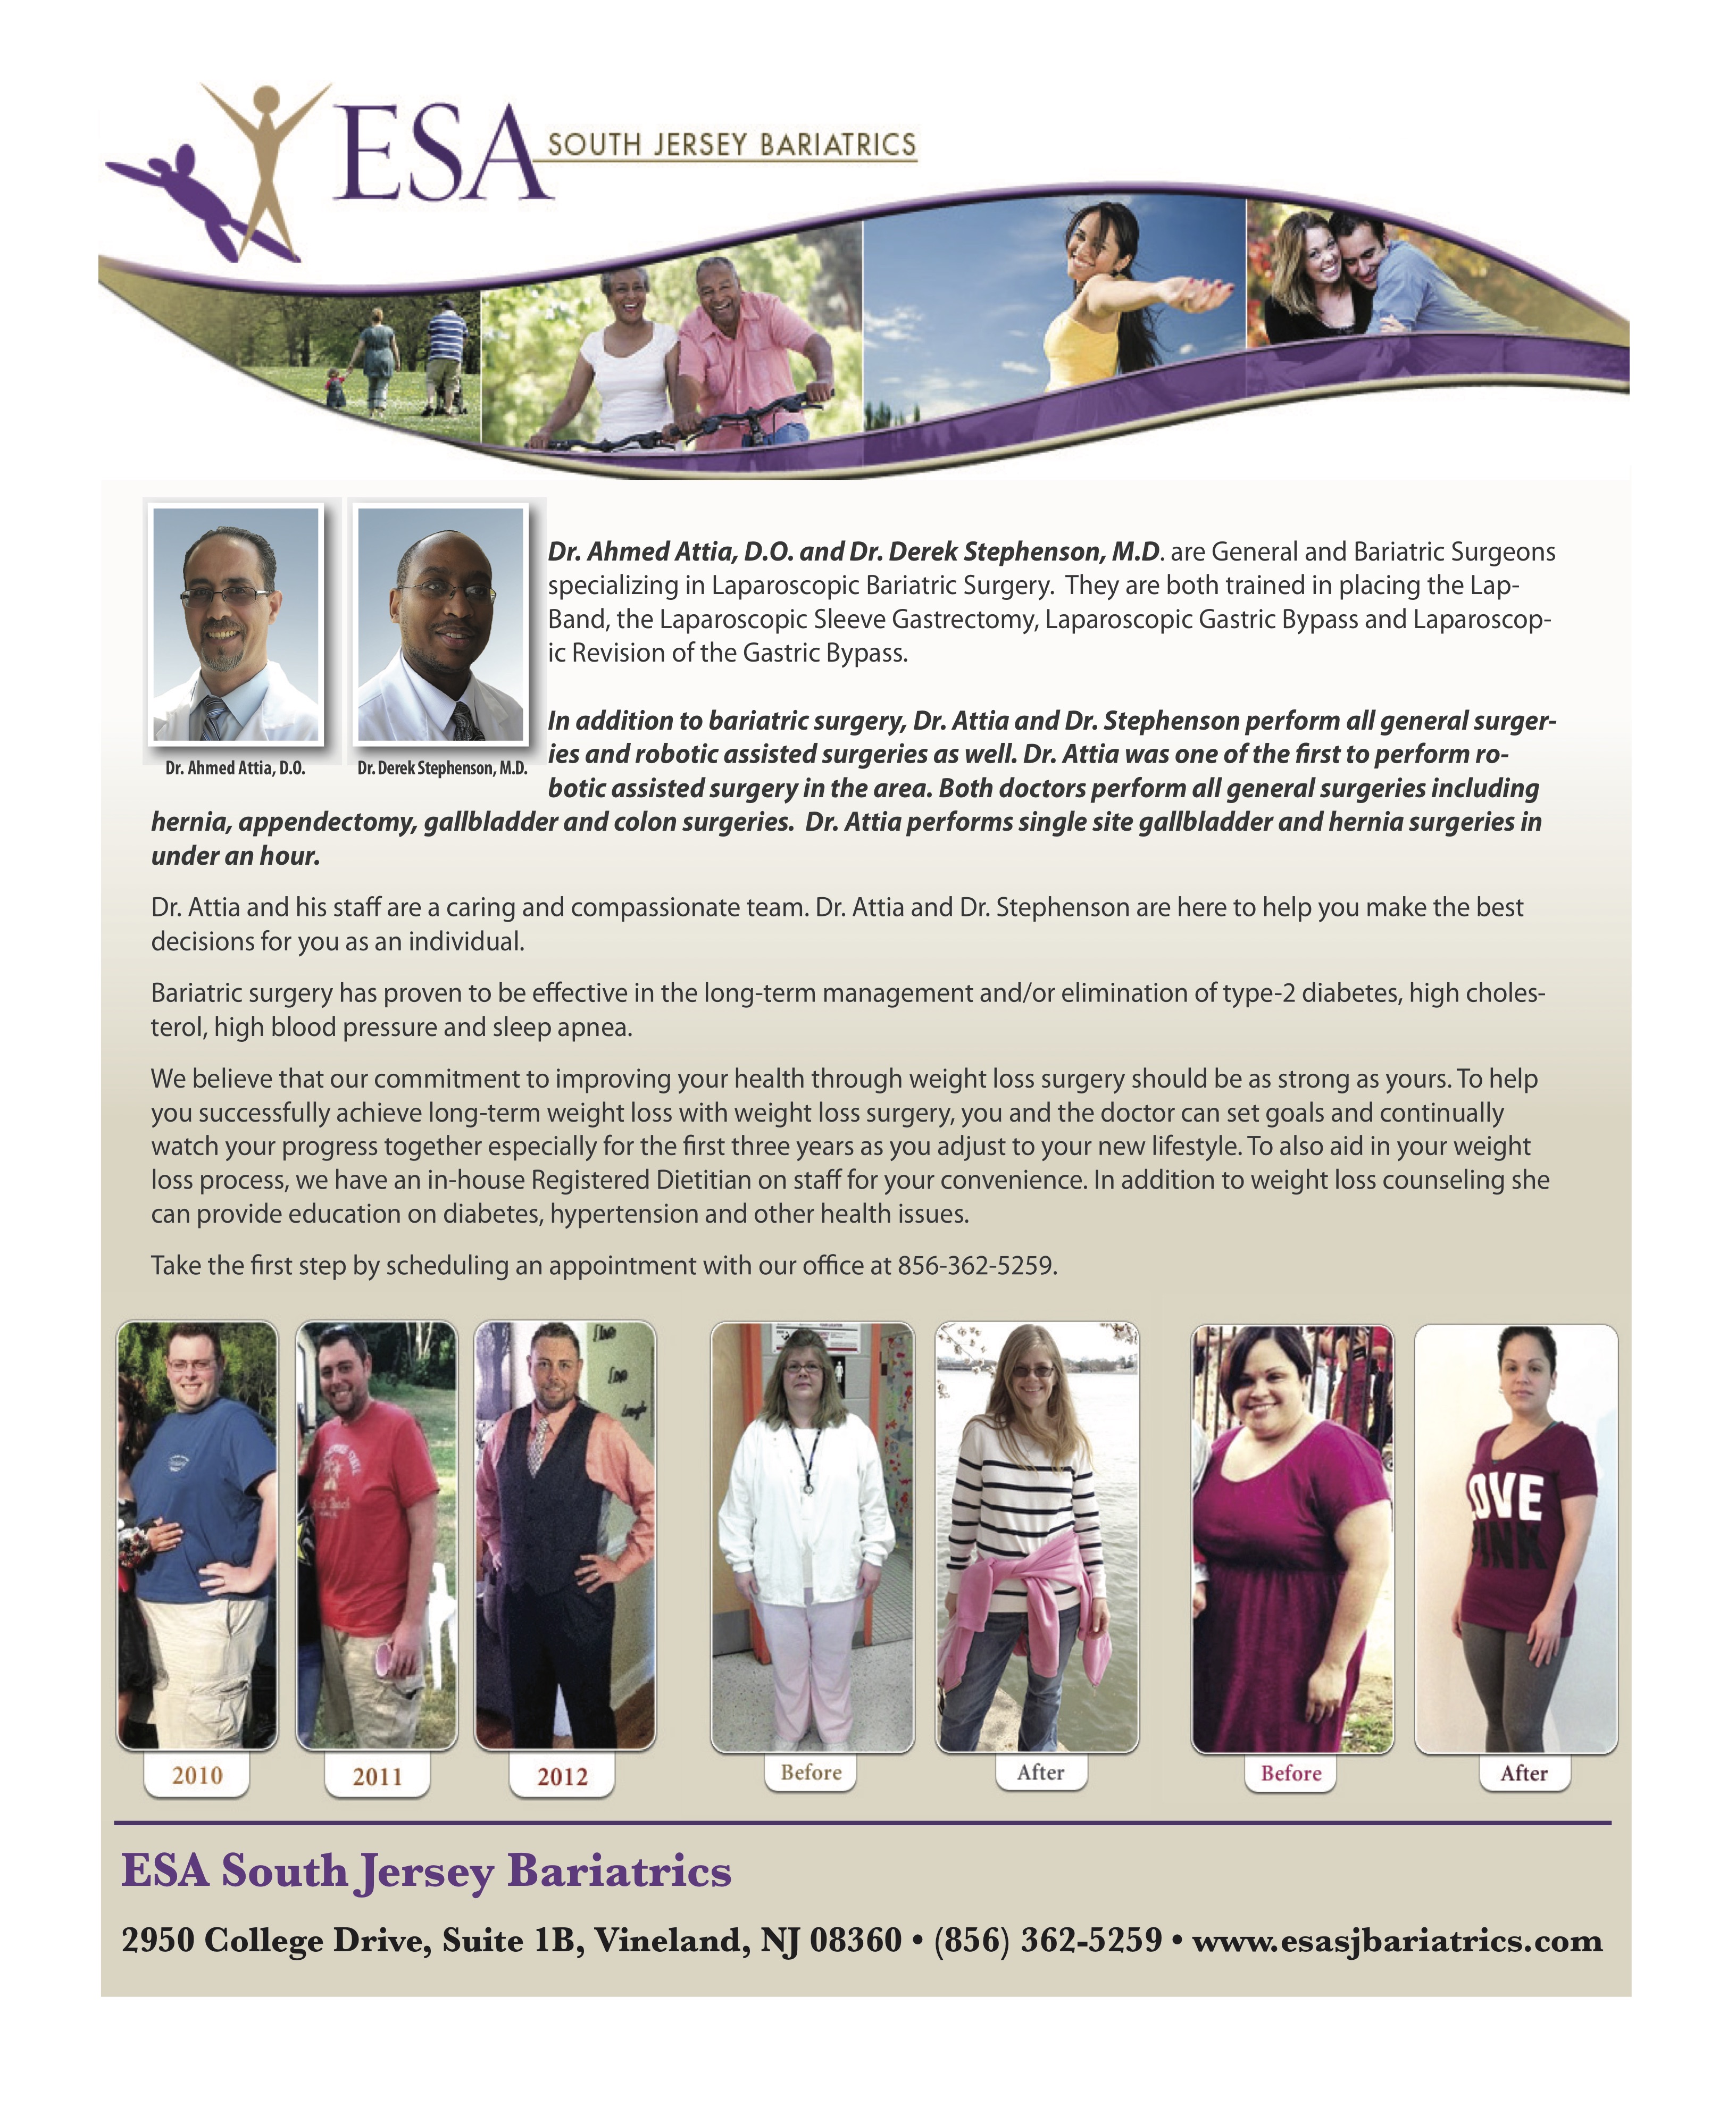 ESA SOUTH JERSEY BARIATRICS
Dr. Ahmed Attia, D.O. and Dr. Derek Stephenson, M.D. are General and Bariatric Surgeons
specializing in Laparoscopic Bariatric Surgery. They are both trained in placing the Lap-
Band, the Laparoscopic Sleeve Gastrectomy, Laparoscopic Gastric Bypass and Laparoscop-
ic Revision of the Gastric Bypass.
In addition to bariatric surgery, Dr. Attia and Dr. Stephenson perform all general surger-
ies and robotic assisted surgeries as well. Dr. Attia was one of the first to perform ro-
botic assisted surgery in the area. Both doctors perform all general surgeries including
hernia, appendectomy, gallbladder and colon surgeries. Dr. Attia performs single site gallbladder and hernia surgeries in
under an hour.
Dr. Ahmed Attia, D.O.
Dr. Derek Stephenson, M.D.
Dr. Attia and his staff are a caring and compassionate team. Dr. Attia and Dr. Stephenson are here to help you make the best
decisions for you as an individual.
Bariatric surgery has proven to be effective in the long-term management and/or elimination of type-2 diabetes, high choles-
terol, high blood pressure and sleep apnea.
We believe that our commitment to improving your health through weight loss surgery should be as strong as yours. To help
you successfully achieve long-term weight loss with weight loss surgery, you and the doctor can set goals and continually
watch your progress together especially for the first three years as you adjust to your new lifestyle. To also aid in your weight
loss process, we have an in-house Registered Dietitian on staff for your convenience. In addition to weight loss counseling she
can provide education on diabetes, hypertension and other health issues.
Take the first step by scheduling an appointment with our office at 856-362-5259.
OVE
INK
2010
2011
2012
Before
After
Before
After
ESA South Jersey Bariatrics
2950 College Drive, Suite 1B, Vineland, NJ 08360 • (856) 362-5259 • www.esasjbariatrics.com